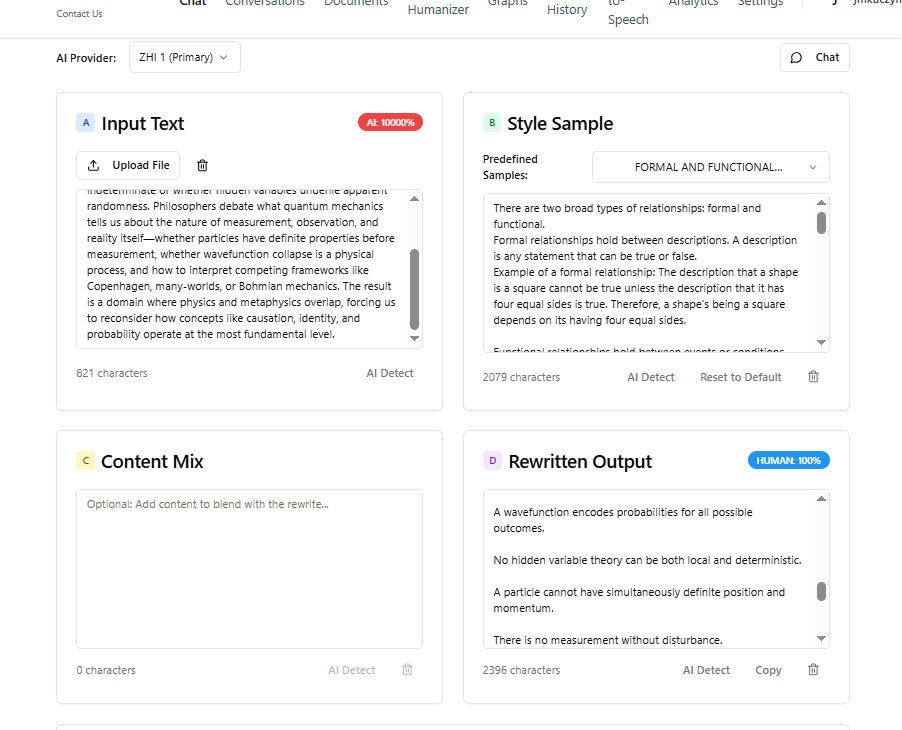 Chat Conversations Documents Graphs to- Analytics Settings
Contact Us Humanizer History Speech
AI Provider: ZHI 1 (Primary) Chat
A Input Text AI: 10000%
Upload File
indeterminate or whether hidden variables underlie apparent
randomness. Philosophers debate what quantum mechanics
tells us about the nature of measurement, observation, and
reality itself—whether particles have definite properties before
measurement, whether wavefunction collapse is a physical
process, and how to interpret competing frameworks like
Copenhagen, many-worlds, or Bohmian mechanics. The result
is a domain where physics and metaphysics overlap, forcing us
to reconsider how concepts like causation, identity, and
probability operate at the most fundamental level.
821 characters AI Detect
B Style Sample
Predefined
Samples:
FORMAL AND FUNCTIONAL...
There are two broad types of relationships: formal and
functional.
Formal relationships hold between descriptions. A description
is any statement that can be true or false.
Example of a formal relationship: The description that a shape
is a square cannot be true unless the description that it has
four equal sides is true. Therefore, a shape's being a square
depends on its having four equal sides.
Functional relationships hold between events or conditions
2079 characters AI Detect Reset to Default
C Content Mix
Optional: Add content to blend with the rewrite...
0 characters AI Detect
D Rewritten Output HUMAN: 100%
A wavefunction encodes probabilities for all possible
outcomes.
No hidden variable theory can be both local and deterministic.
A particle cannot have simultaneously definite position and
momentum.
There is no measurement without disturbance.
2396 characters AI Detect Copy